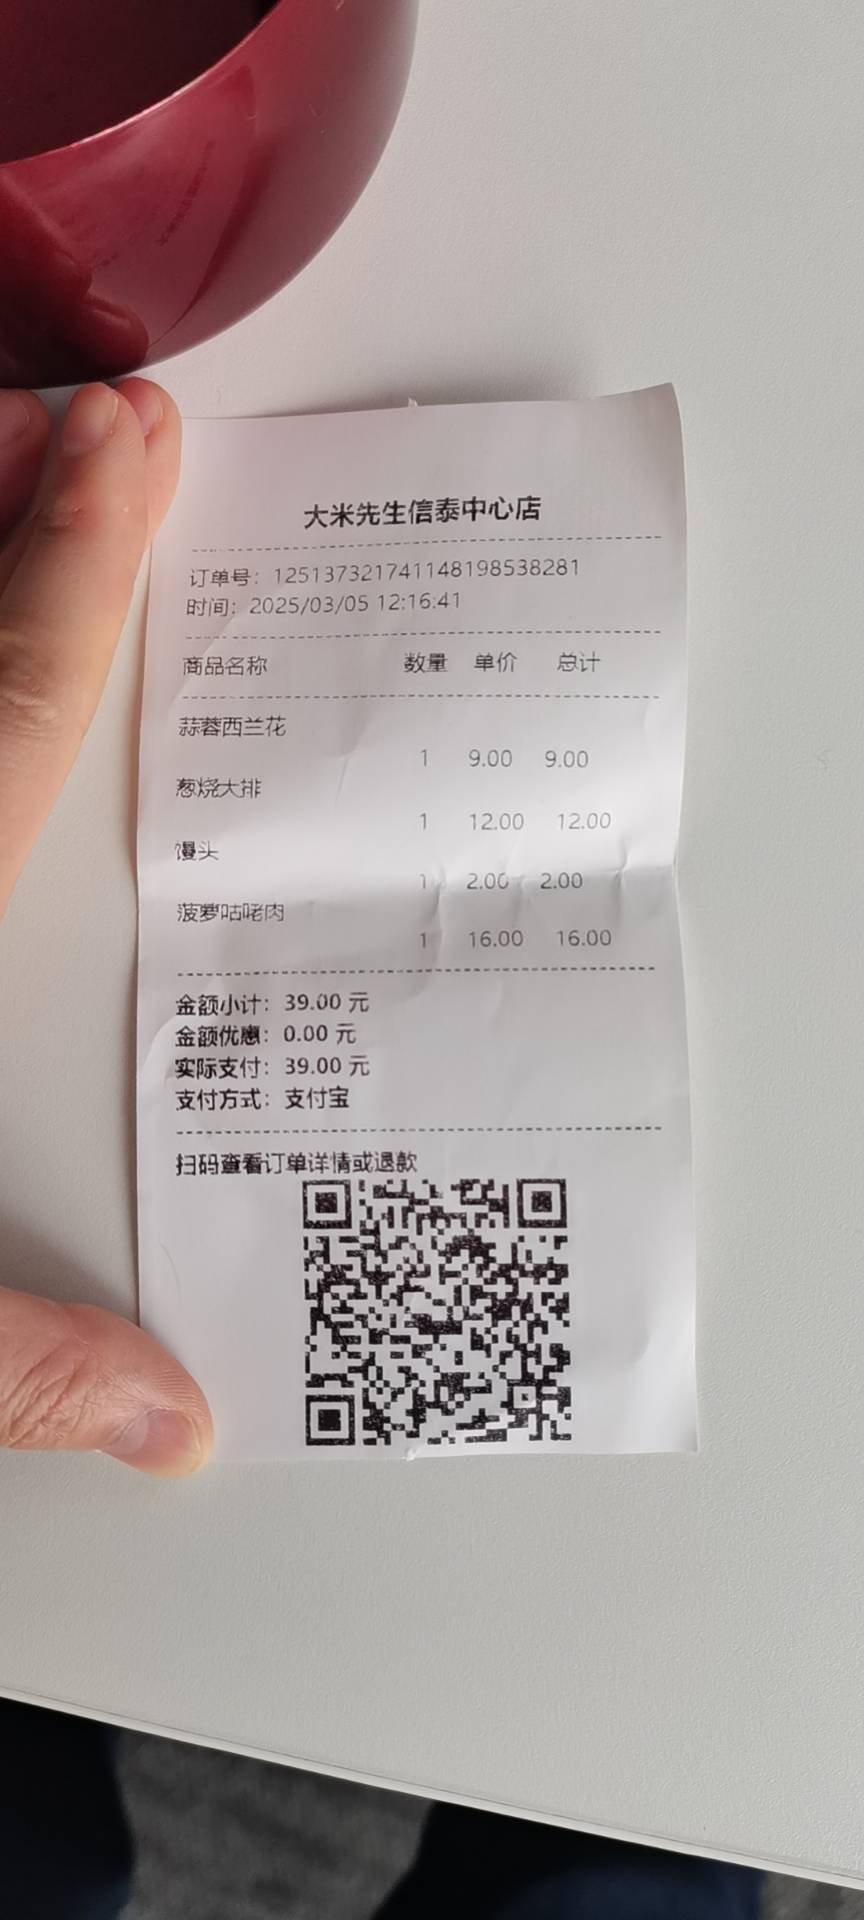 大米先生信泰中心店
订单号：125137321741148198538281
时间：2025/03/05 12:16:41
商品名称 数量 单价 总计
蒜蓉西兰花
1 9.00 9.00
葱烧大排
1 12.00 12.00
馒头
1 2.00 2.00
菠萝咕咾肉
1 16.00 16.00
金额小计：39.00 元
金额优惠：0.00 元
实际支付：39.00 元
支付方式：支付宝
扫码查看订单详情或退款